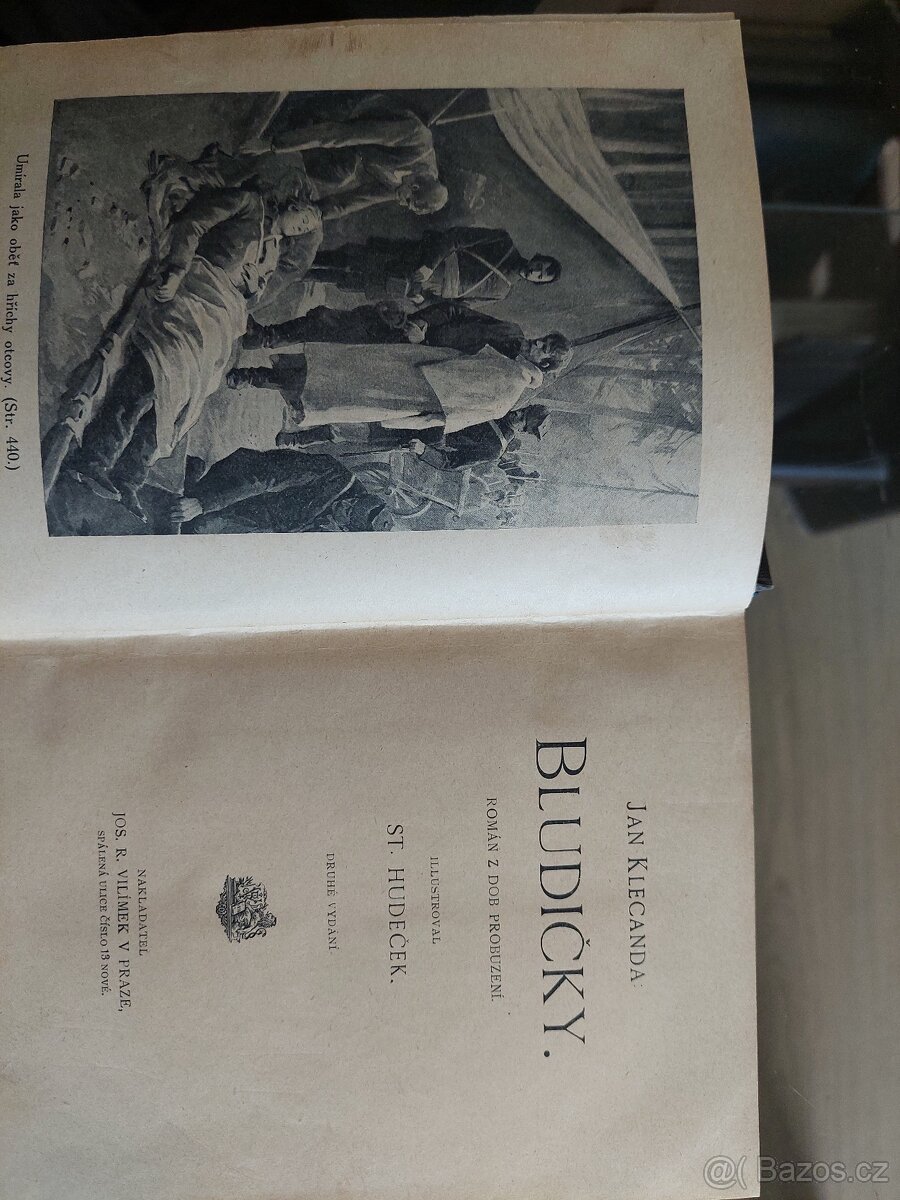 Umírala jako oběť za hříchy otcovy. (Str. 440.)
JAN KLECANDA:
BLUDIČKY.
ROMÁN Z DOB PROBUZENÍ.
ILLUSTROVAL
ST. HUDEČEK.
DRUHÉ VYDÁNÍ.
NAKLADATEL
JOS. R. VILÍMEK V PRAZE,
SPÁLENÁ ULICE ČÍSLO 13 NOVÉ.
@( Bazos.cz